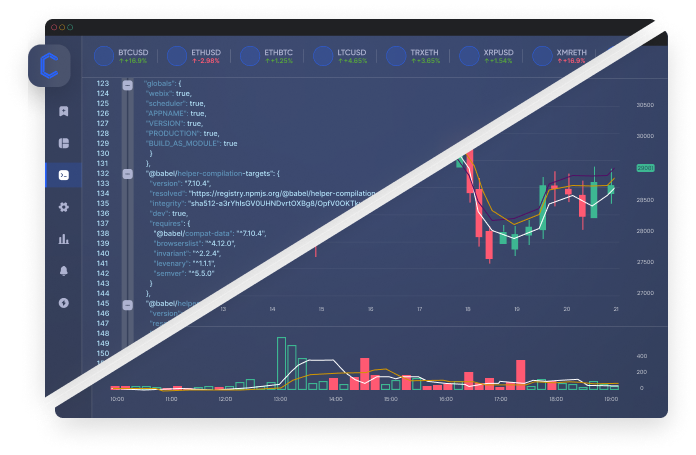 BTCUSD ETHUSD ETHBTC LTCUSD TRXETH XRPUSD XMRETH
↑+16.9% ↑-2.98% ↑+1.25% ↑+4.65% ↑+3.65% ↑+1.54% ↑+16.9%
123 "globals": {
124 "webix": true,
125 "scheduler": true,
126 "APPNAME": true,
127 "VERSION": true,
128 "PRODUCTION": true,
129 "BUILD_AS_MODULE": true
130 }
131 },
132 "@babel/helper-compilation-targets": {
133 "version": "7.10.4",
134 "resolved": "https://registry.npmjs.org/@babel/helper-compilation
135 "integrity": "sha512-a3rYhlsGV0UHNDvrtOXBg8/OpfV0OKTk
136 "dev": true,
137 "requires": {
138 "@babel/compat-data": "^7.10.4",
139 "browserslist": "^4.12.0",
140 "invariant": "^2.2.4",
141 "levenary": "^1.1.1",
142 "semver": "^5.5.0"
143 }
144 },
145 "@babel/helpe
146 "version"
147 "res
148
149
150
30500
30000
28500
28000
27500
27000
13 14 15 16 17 18 19 20 21
400
200
0
10:00 11:00 12:00 13:00 14:00 15:00 16:00 17:00 18:00 19:00